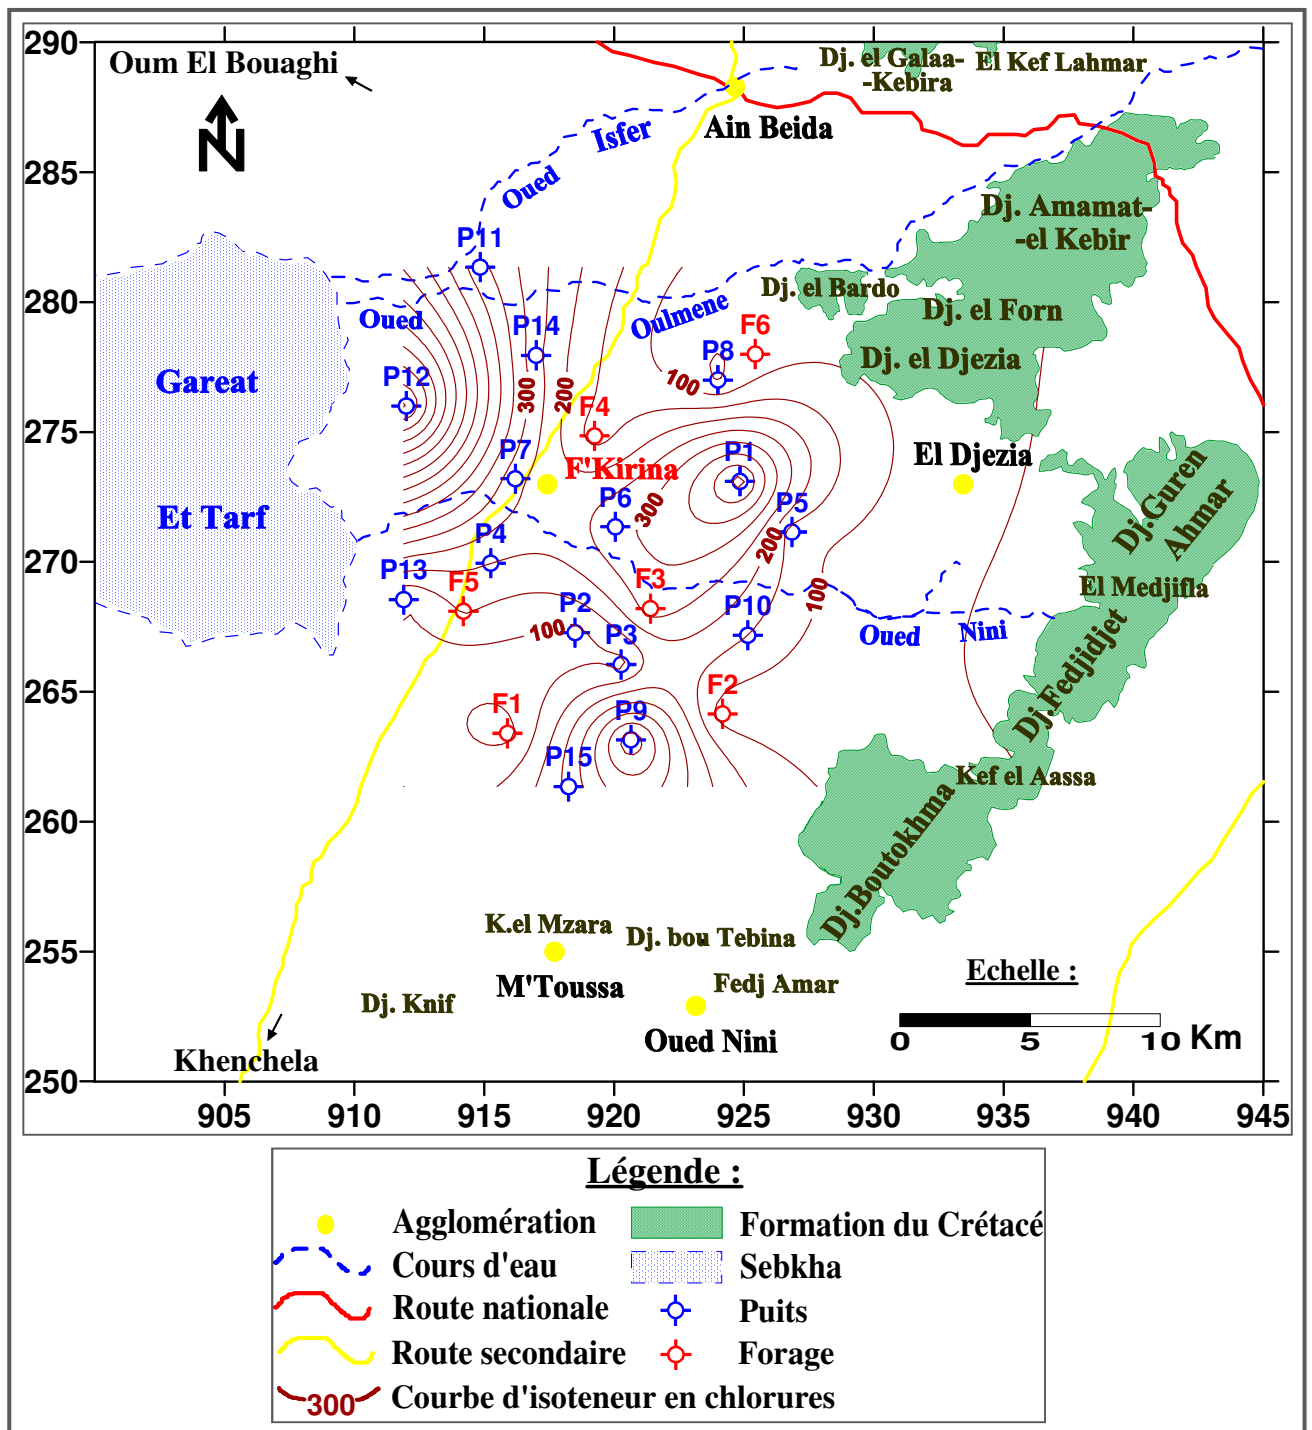 290
Oum El Bouaghi
Dj. el Galaa-
-Kebira
El Kef Lahmar
N
Ain Beida
Isfer
Oued
285
Dj. Amamat-
-el Kebir
P11
280
Dj. el Bardo
Oued
Oulmene
Dj. el Forn
P14
F6
P8
Dj. el Djezia
Gareat
P12
300
200
100
F4
275
P7
F'Kirina
P1
El Djezia
Dj.Guren
Ahmar
Et Tarf
P6
300
P5
P4
200
270
P13
F5
F3
El Medjifla
P2
P10
100
100
P3
Oued
Nini
Dj.Fedjidjet
265
F1
F2
P9
P15
Kef el Aassa
260
Dj.Boutokhma
K.el Mzara
Dj. bou Tebina
255
M'Toussa
Fedj Amar
Echelle :
Dj. Knif
0 5 10 Km
Oued Nini
Khenchela
250
905 910 915 920 925 930 935 940 945
Légende :
Agglomération
Formation du Crétacé
Cours d'eau
Sebkha
Route nationale
Puits
Route secondaire
Forage
300
Courbe d'isoteneur en chlorures